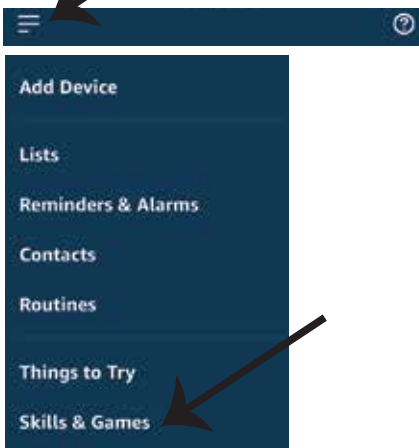 Add Device
Lists
Reminders & Alarms
Contacts
Routines
Things to Try
Skills & Games